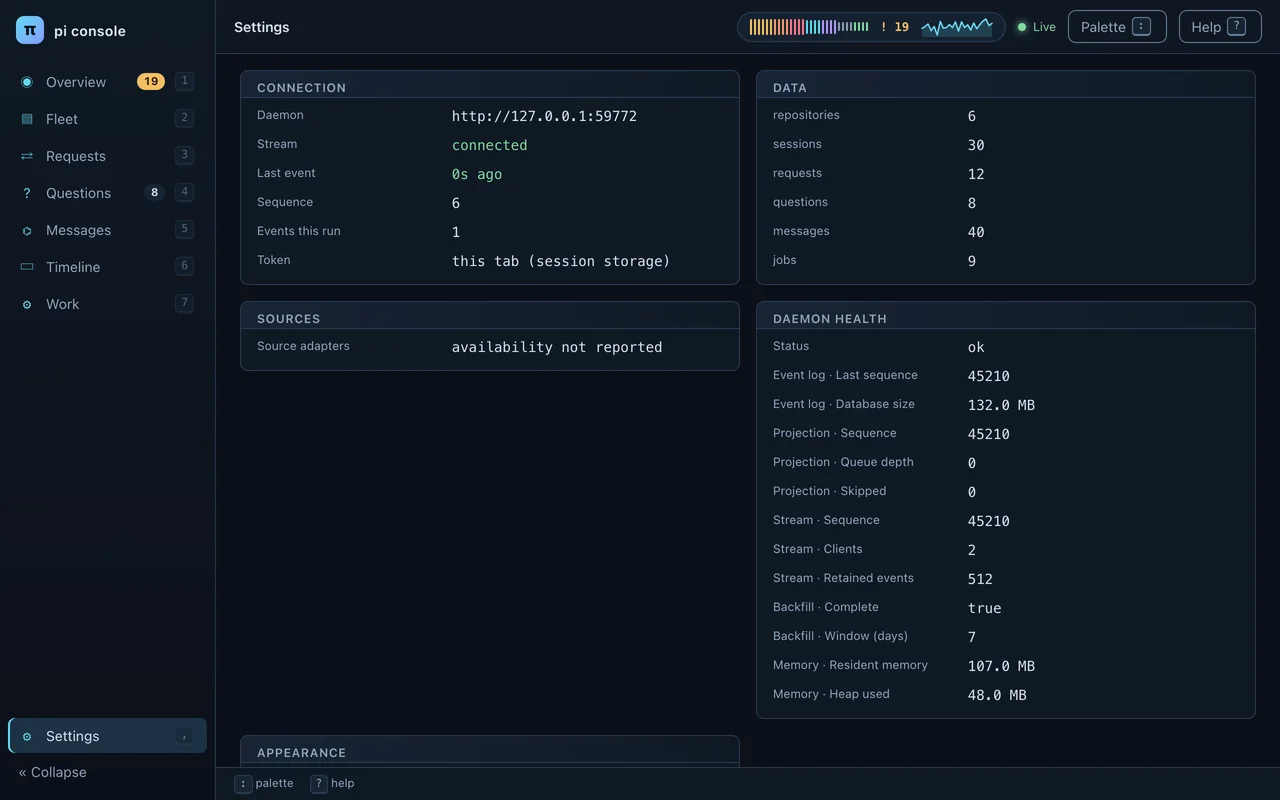 π pi console
Overview 19 1
Fleet 2
Requests 3
? Questions 8 4
Messages 5
Timeline 6
Work 7
Settings ,
« Collapse
Settings
! 19
Live
Palette :
Help ?
CONNECTION
Daemon http://127.0.0.1:59772
Stream connected
Last event 0s ago
Sequence 6
Events this run 1
Token this tab (session storage)
DATA
repositories 6
sessions 30
requests 12
questions 8
messages 40
jobs 9
SOURCES
Source adapters availability not reported
DAEMON HEALTH
Status ok
Event log · Last sequence 45210
Event log · Database size 132.0 MB
Projection · Sequence 45210
Projection · Queue depth 0
Projection · Skipped 0
Stream · Sequence 45210
Stream · Clients 2
Stream · Retained events 512
Backfill · Complete true
Backfill · Window (days) 7
Memory · Resident memory 107.0 MB
Memory · Heap used 48.0 MB
APPEARANCE
: palette ? help